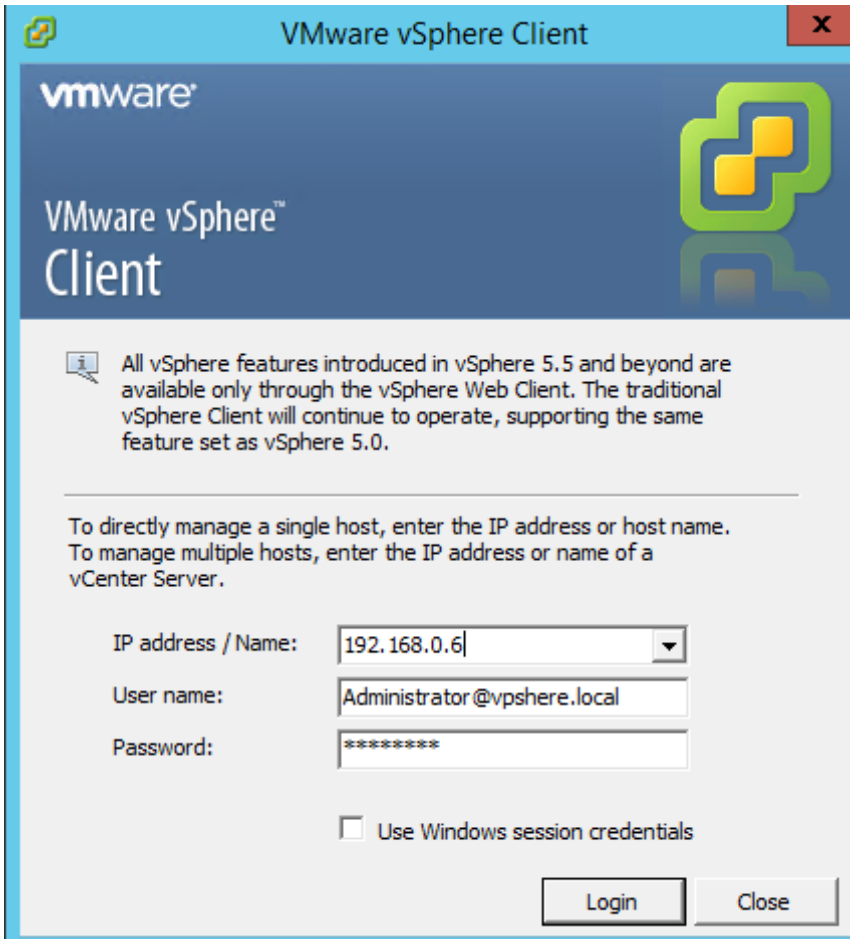 VMware vSphere Client
x
vmware
VMware vSphere™
Client
All vSphere features introduced in vSphere 5.5 and beyond are
available only through the vSphere Web Client. The traditional
vSphere Client will continue to operate, supporting the same
feature set as vSphere 5.0.
To directly manage a single host, enter the IP address or host name.
To manage multiple hosts, enter the IP address or name of a
vCenter Server.
IP address / Name: 192.168.0.6
User name: Administrator@vpshere.local
Password: ********
Use Windows session credentials
Login Close